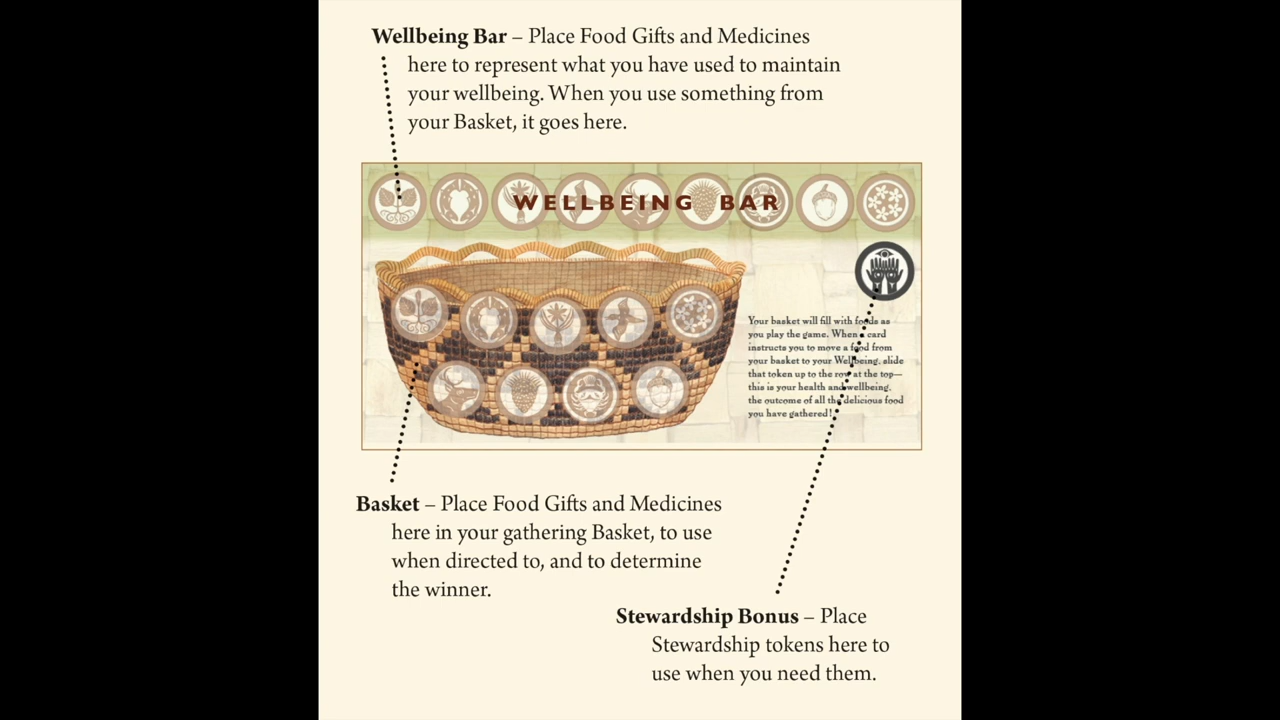 Wellbeing Bar – Place Food Gifts and Medicines
here to represent what you have used to maintain
your wellbeing. When you use something from
your Basket, it goes here.
WELLBEING BAR
Your basket will fill with foods as
you play the game. When a card
instructs you to move a food from
your basket to your Wellbeing, slide
that token up to the row at the top—
this is your health and wellbeing,
the outcome of all the delicious food
you have gathered!
Basket – Place Food Gifts and Medicines
here in your gathering Basket, to use
when directed to, and to determine
the winner.
Stewardship Bonus – Place
Stewardship tokens here to
use when you need them.